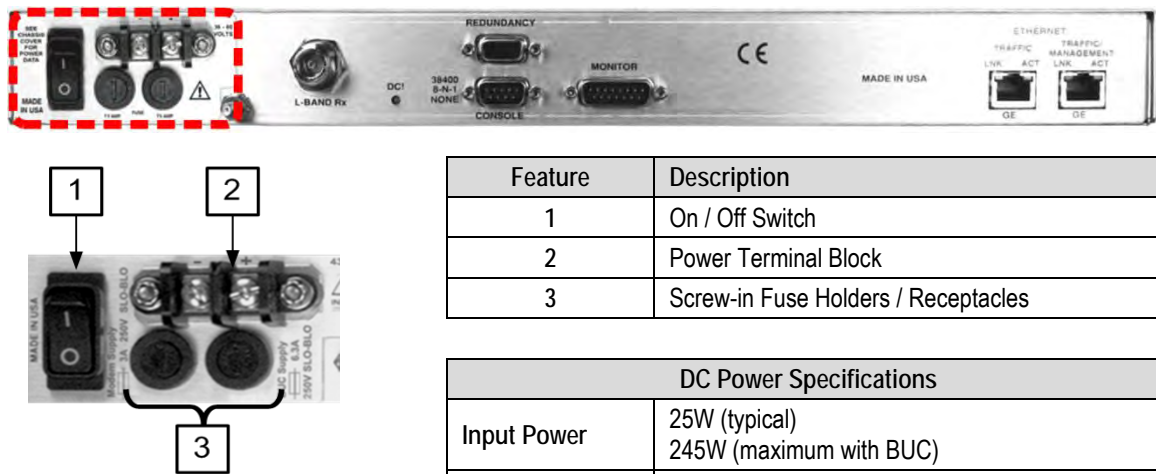 SEE
CHASSIS
COVER
FOR
POWER
DATA
MADE
IN USA
FUSE
VOLTS
L-BAND Rx
DC!
REDUNDANCY
38400
8-N-1
NONE
CONSOLE
MONITOR
CE
MADE IN USA
ETHERNET
TRAFFIC
LNK ACT
GE
TRAFFIC/
MANAGEMENT
LNK ACT
GE
1
2
- +
MADE IN USA
Modem Supply
3A 250V SLO-BLO
UC Supply
6.3A
250V SLO-BLO
3
Feature Description
1 On / Off Switch
2 Power Terminal Block
3 Screw-in Fuse Holders / Receptacles
DC Power Specifications
Input Power 25W (typical)
245W (maximum with BUC)